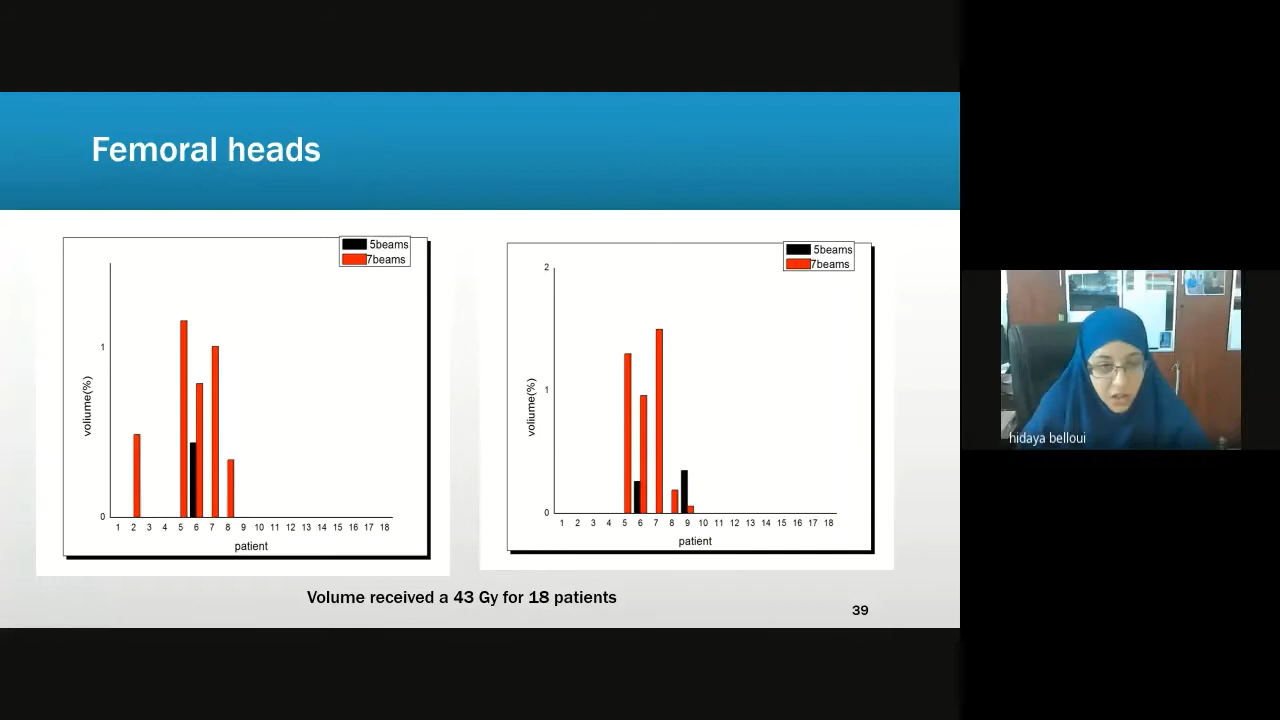 Femoral heads
5beams
7beams
1
0
voliume(%)
1 2 3 4 5 6 7 8 9 10 11 12 13 14 15 16 17 18
patient
5beams
7beams
2
1
0
voliume(%)
1 2 3 4 5 6 7 8 9 10 11 12 13 14 15 16 17 18
patient
Volume received a 43 Gy for 18 patients
39
hidaya belloui